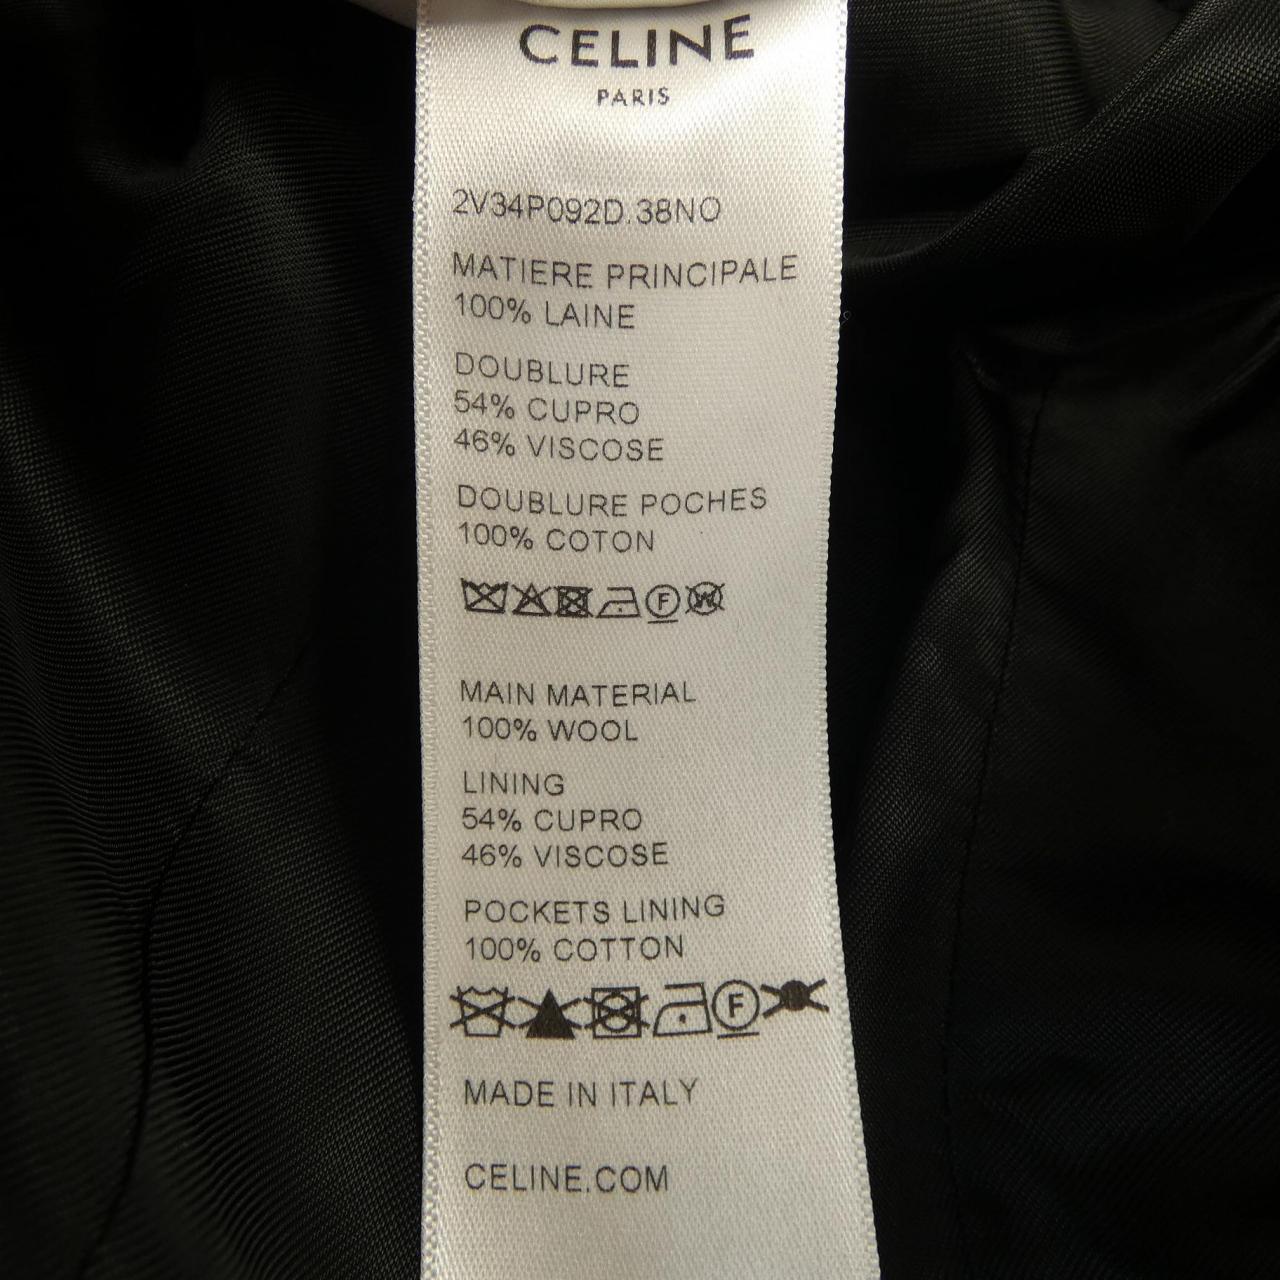 CELINE
PARIS
2V34P092D.38NO
MATIERE PRINCIPALE
100% LAINE
DOUBLURE
54% CUPRO
46% VISCOSE
DOUBLURE POCHES
100% COTON
F W
MAIN MATERIAL
100% WOOL
LINING
54% CUPRO
46% VISCOSE
POCKETS LINING
100% COTTON
F
MADE IN ITALY
CELINE.COM